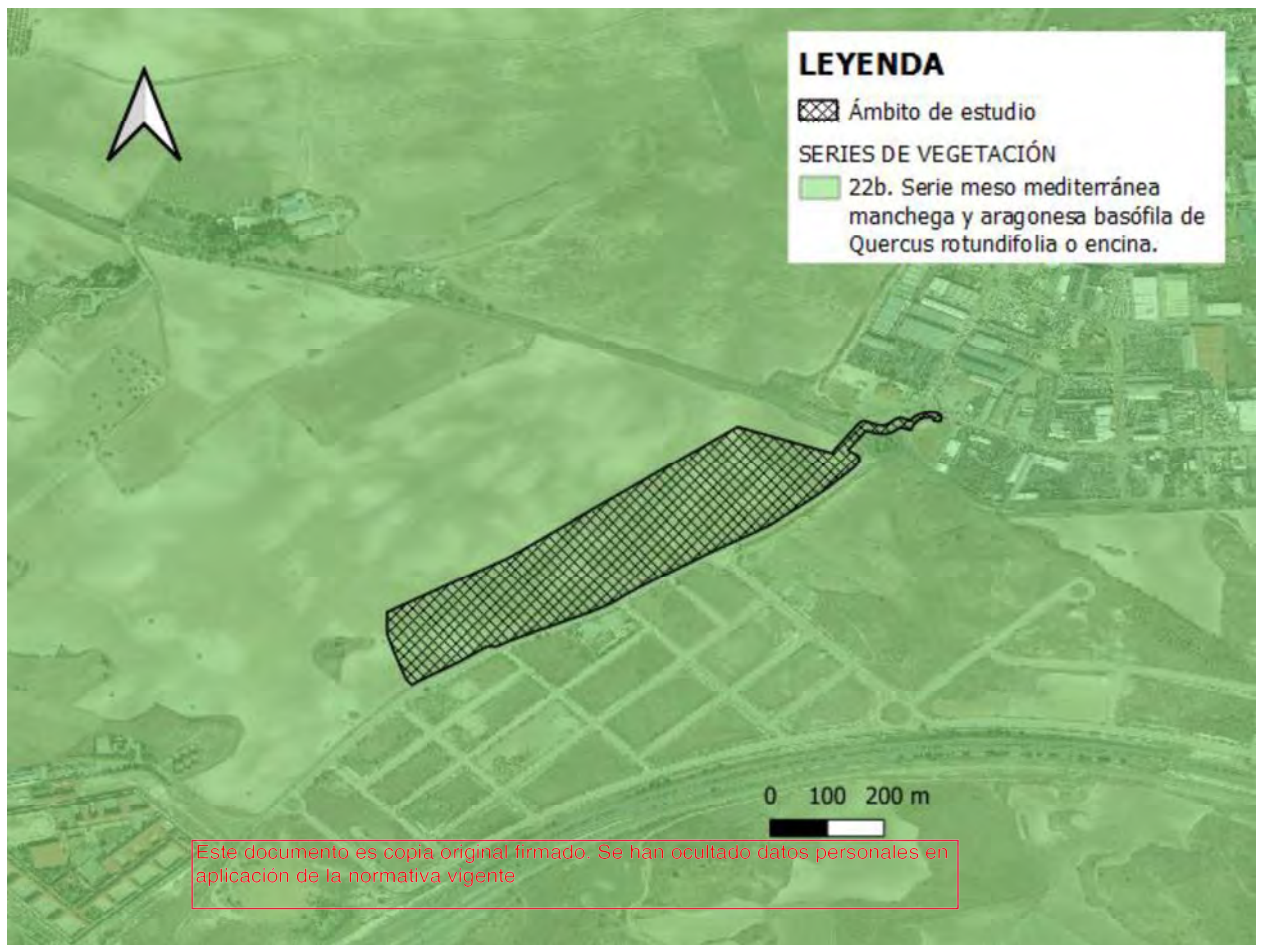 LEYENDA
Ámbito de estudio
SERIES DE VEGETACIÓN
22b. Serie meso mediterránea
manchega y aragonesa basófila de
Quercus rotundifolia o encina.
0 100 200 m
Este documento es copia original firmado. Se han ocultado datos personales en
aplicación de la normativa vigente